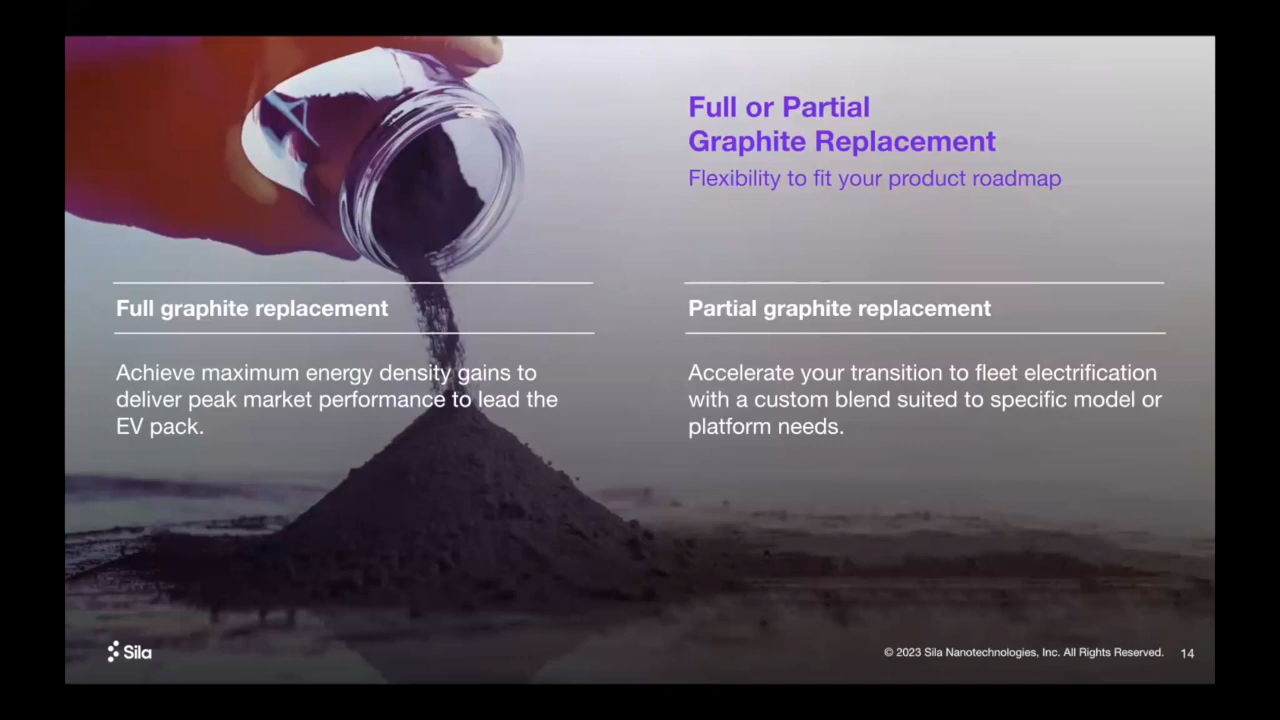 Full or Partial
Graphite Replacement
Flexibility to fit your product roadmap
Full graphite replacement
Achieve maximum energy density gains to
deliver peak market performance to lead the
EV pack.
Partial graphite replacement
Accelerate your transition to fleet electrification
with a custom blend suited to specific model or
platform needs.
Sila
© 2023 Sila Nanotechnologies, Inc. All Rights Reserved. 14